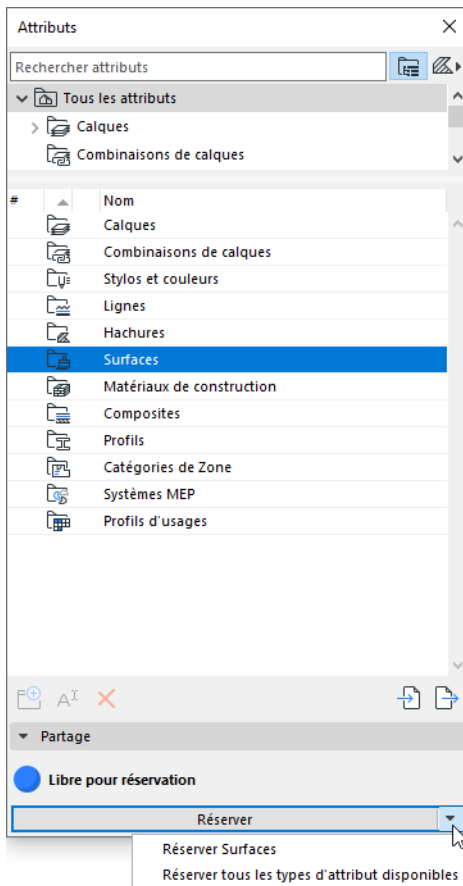 Attributs
Rechercher attributs
Tous les attributs
Calques
Combinaisons de calques
# Nom
Calques
Combinaisons de calques
Stylos et couleurs
Lignes
Hachures
Surfaces
Matériaux de construction
Composites
Profils
Catégories de Zone
Systèmes MEP
Profils d'usages
Partage
Libre pour réservation
Réserver
Réserver Surfaces
Réserver tous les types d'attribut disponibles